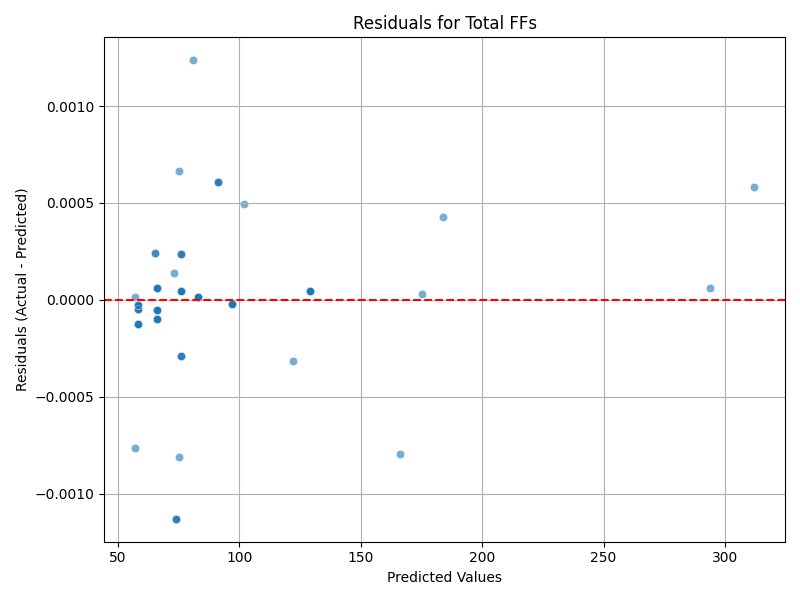 Residuals for Total FFs
Residuals (Actual - Predicted)
0.0010
0.0005
0.0000
−0.0005
−0.0010
50 100 150 200 250 300
Predicted Values